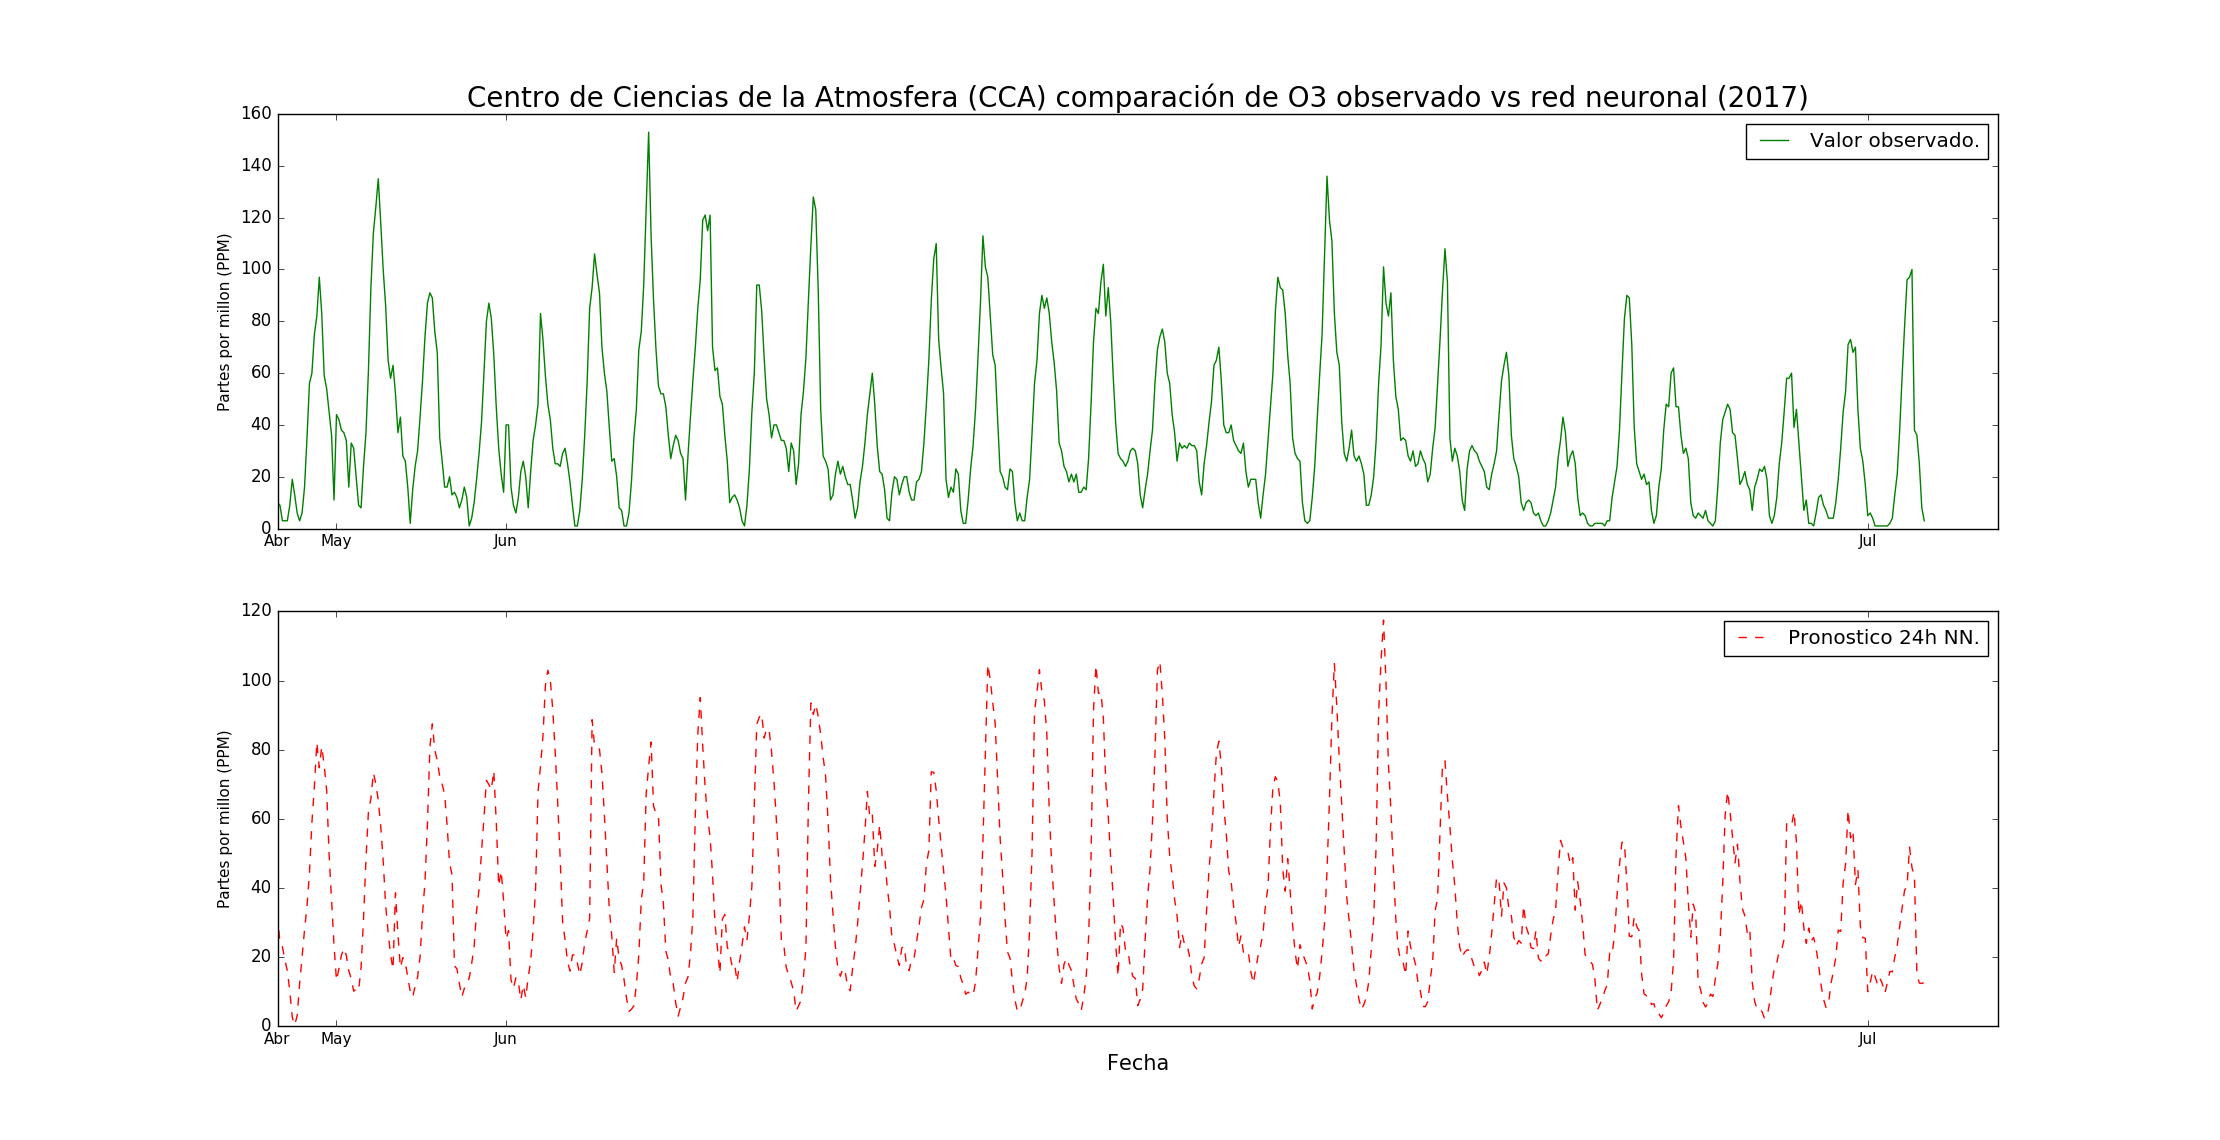 Centro de Ciencias de la Atmosfera (CCA) comparación de O3 observado vs red neuronal (2017)
160
140
120
100
80
60
40
20
0
Partes por millon (PPM)
Valor observado.
Abr May Jun Jul
120
100
80
60
40
20
0
Partes por millon (PPM)
Pronostico 24h NN.
Abr May Jun Jul
Fecha